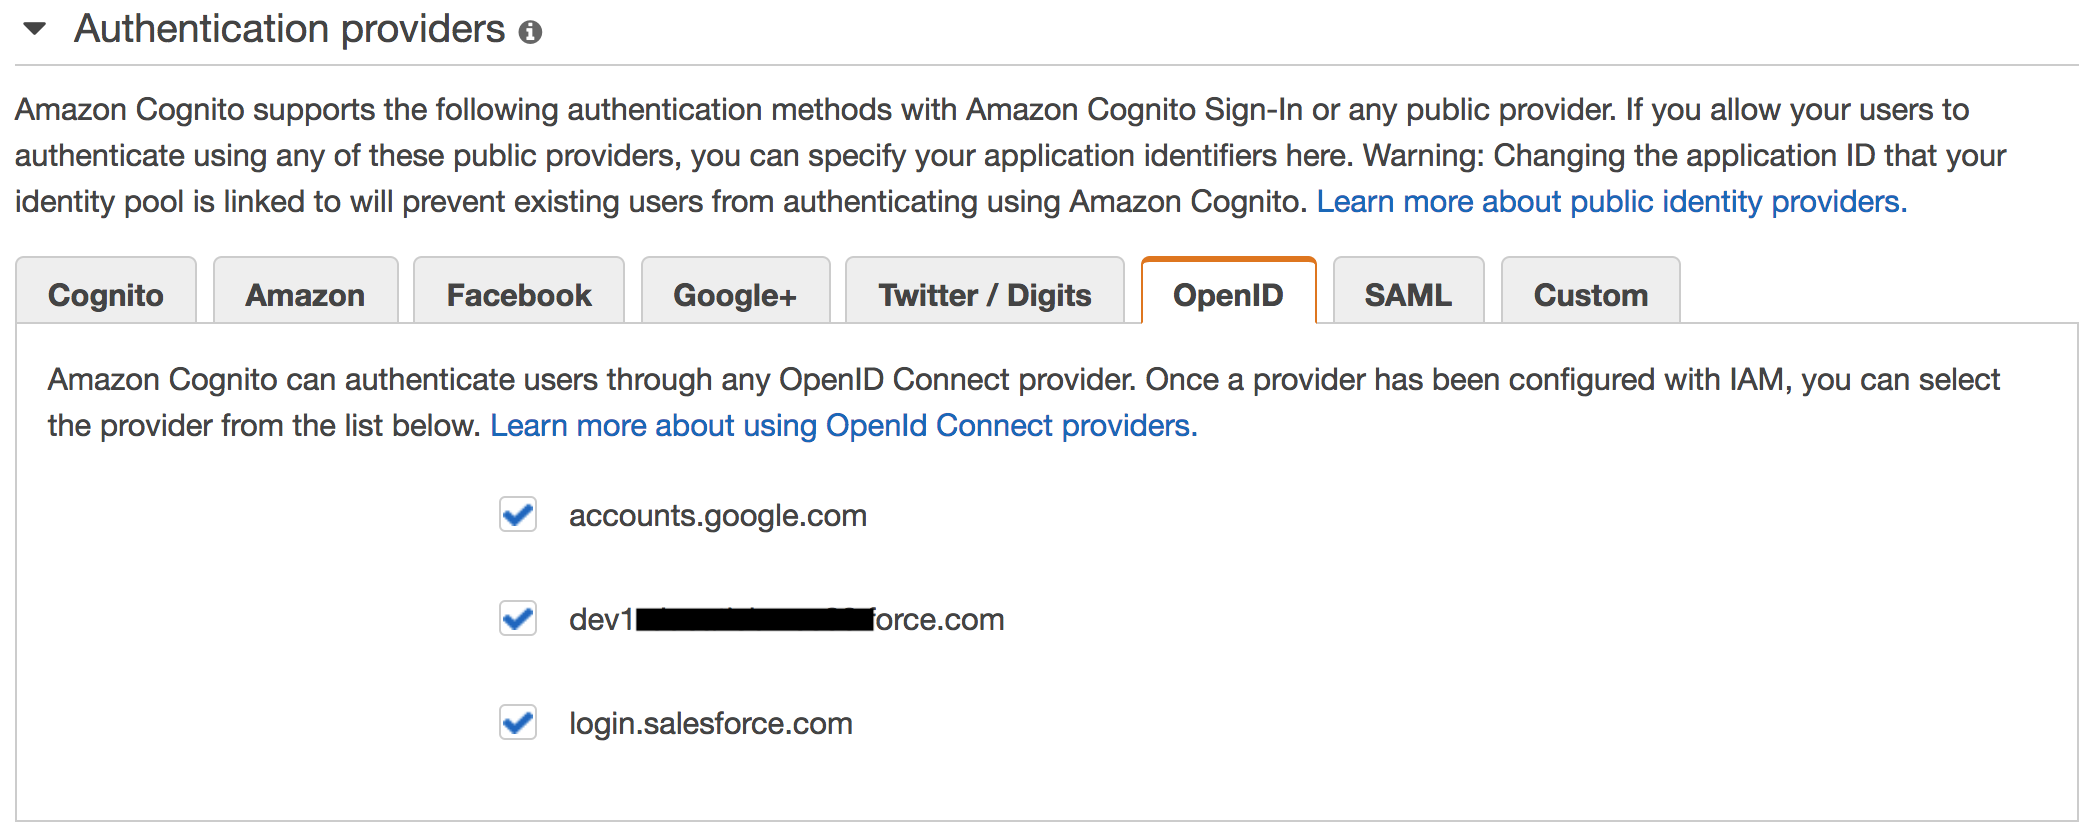 Authentication providers
Amazon Cognito supports the following authentication methods with Amazon Cognito Sign-In or any public provider. If you allow your users to
authenticate using any of these public providers, you can specify your application identifiers here. Warning: Changing the application ID that your
identity pool is linked to will prevent existing users from authenticating using Amazon Cognito. Learn more about public identity providers.
Cognito Amazon Facebook Google+ Twitter / Digits OpenID SAML Custom
Amazon Cognito can authenticate users through any OpenID Connect provider. Once a provider has been configured with IAM, you can select
the provider from the list below. Learn more about using OpenId Connect providers.
accounts.google.com
dev1 force.com
login.salesforce.com